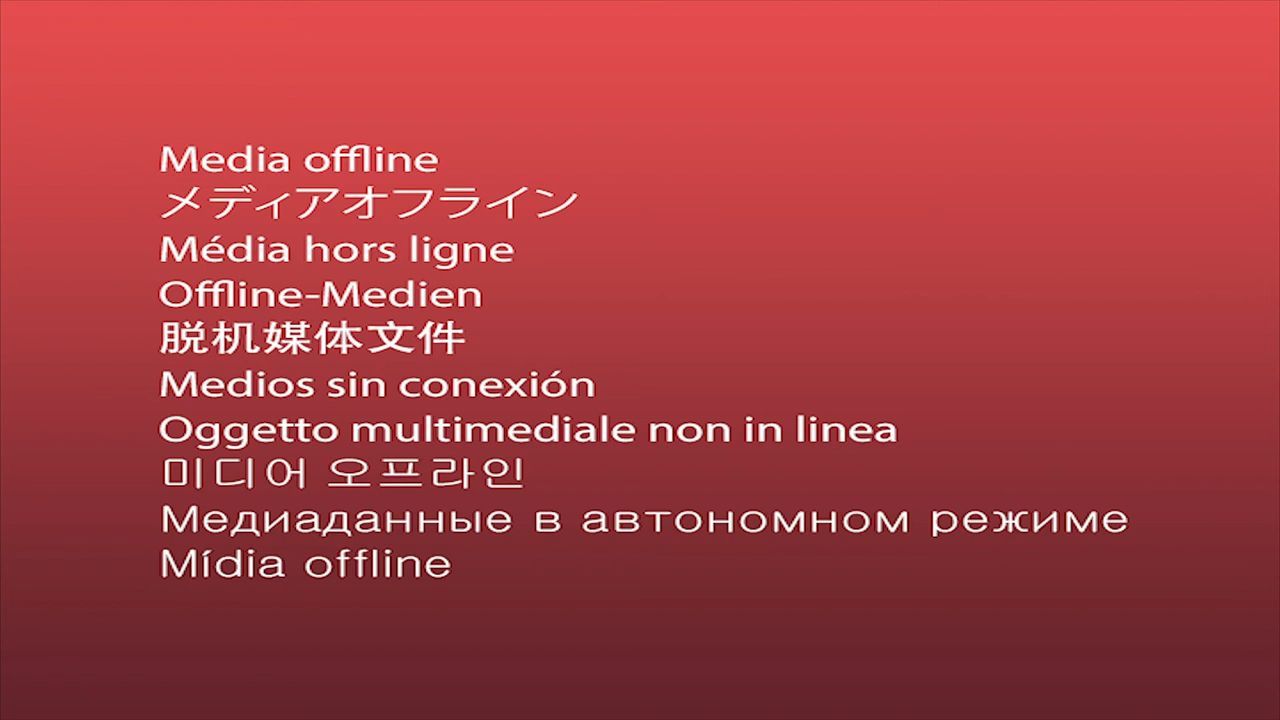 Media offline
メディアオフライン
Média hors ligne
Offline-Medien
脱机媒体文件
Medios sin conexión
Oggetto multimediale non in linea
미디어 오프라인
Медиаданные в автономном режиме
Mídia offline